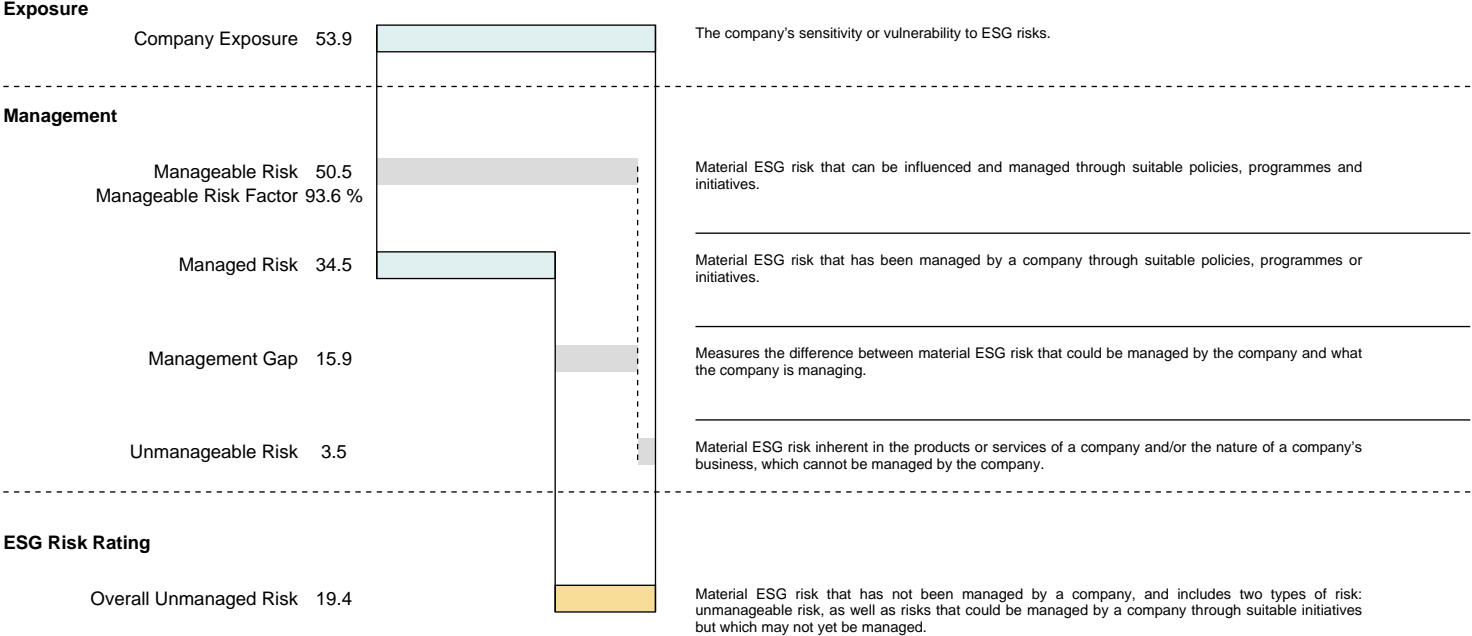 Exposure
Company Exposure 53.9
The company’s sensitivity or vulnerability to ESG risks.
Management
Manageable Risk 50.5
Manageable Risk Factor 93.6 %
Material ESG risk that can be influenced and managed through suitable policies, programmes and
initiatives.
Managed Risk 34.5
Material ESG risk that has been managed by a company through suitable policies, programmes or
initiatives.
Management Gap 15.9
Measures the difference between material ESG risk that could be managed by the company and what
the company is managing.
Unmanageable Risk 3.5
Material ESG risk inherent in the products or services of a company and/or the nature of a company’s
business, which cannot be managed by the company.
ESG Risk Rating
Overall Unmanaged Risk 19.4
Material ESG risk that has not been managed by a company, and includes two types of risk:
unmanageable risk, as well as risks that could be managed by a company through suitable initiatives
but which may not yet be managed.